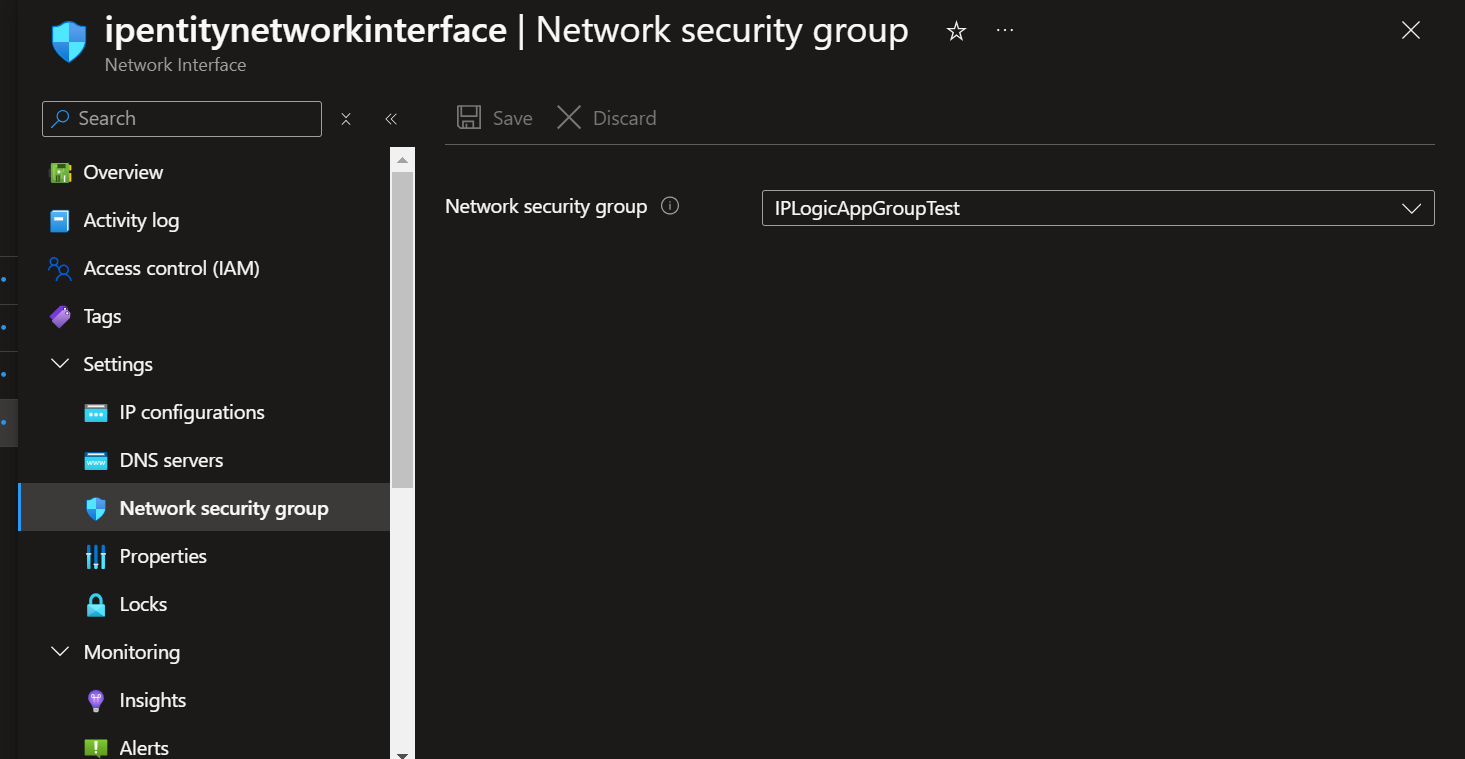 ipentitynetworkinterface | Network security group
Network Interface
Search
Save
Discard
Overview
Activity log
Access control (IAM)
Tags
Settings
IP configurations
DNS servers
Network security group
Properties
Locks
Monitoring
Insights
Alerts
Network security group
IPLogicAppGroupTest